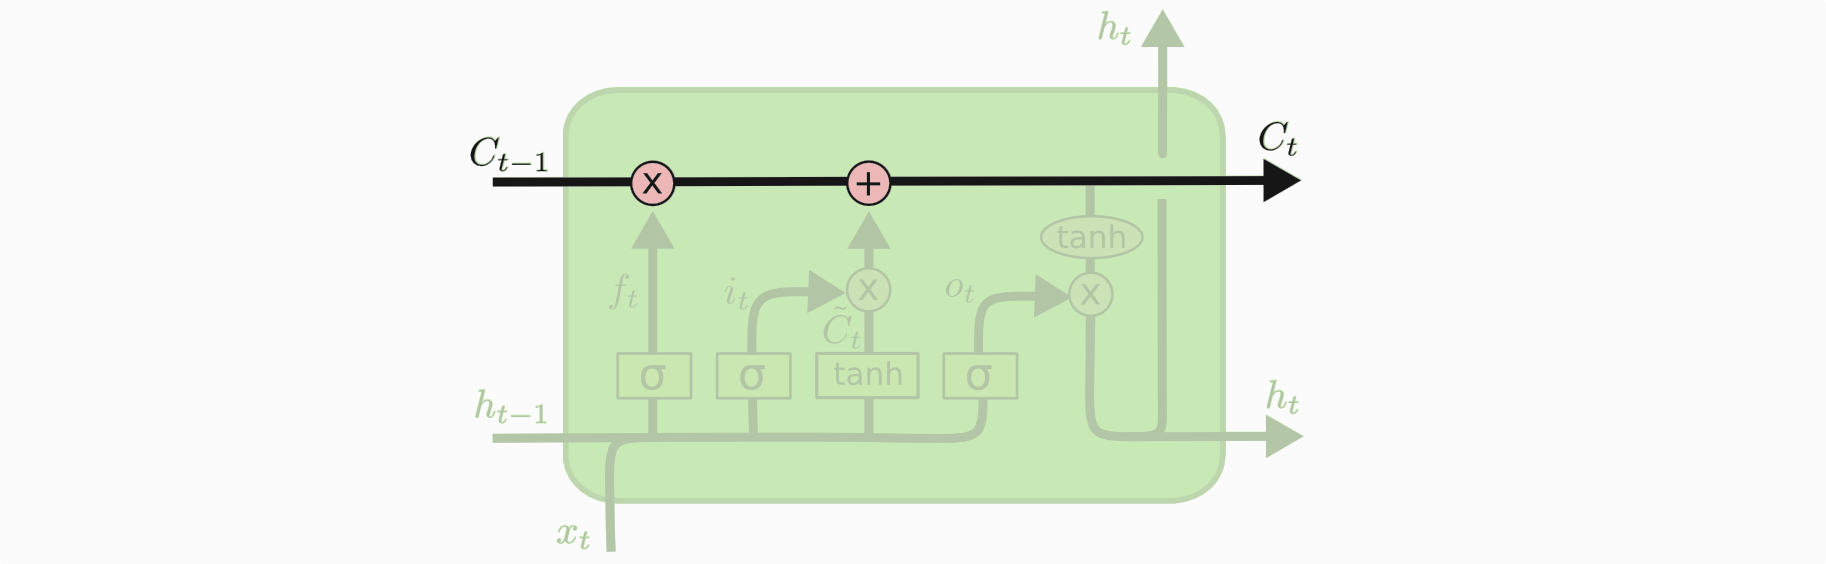 h_t
C_{t-1}
C_t
x
+
tanh
f_t
i_t
x
o_t
x
C̃_t
σ
σ
tanh
σ
h_{t-1}
h_t
x_t